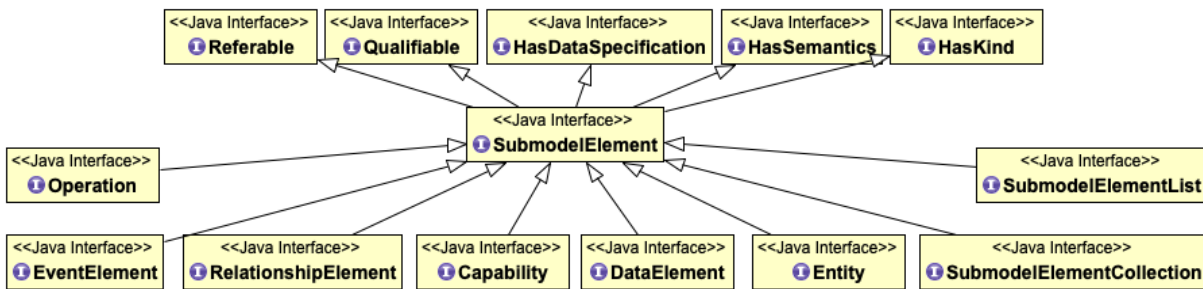 <<Java Interface>>
Referable
<<Java Interface>>
Qualifiable
<<Java Interface>>
HasDataSpecification
<<Java Interface>>
HasSemantics
<<Java Interface>>
HasKind
<<Java Interface>>
SubmodelElement
<<Java Interface>>
Operation
<<Java Interface>>
SubmodelElementList
<<Java Interface>>
EventElement
<<Java Interface>>
RelationshipElement
<<Java Interface>>
Capability
<<Java Interface>>
DataElement
<<Java Interface>>
Entity
<<Java Interface>>
SubmodelElementCollection